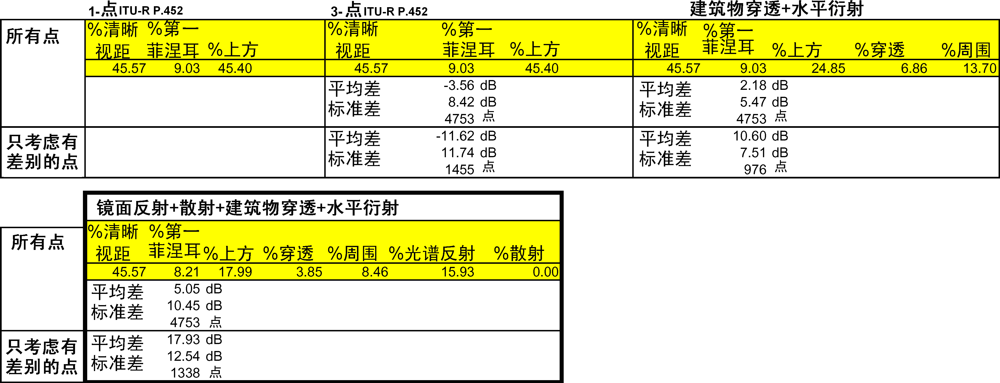 1-点ITU-R P.452 3-点ITU-R P.452 建筑物穿透+水平衍射
所有点
%清晰 %第一 %清晰 %第一 %清晰 %第一
视距 菲涅耳 %上方 视距 菲涅耳 %上方 视距 菲涅耳 %上方 %穿透 %周围
45.57 9.03 45.40 45.57 9.03 45.40 45.57 9.03 24.85 6.86 13.70
平均差 -3.56 dB 平均差 2.18 dB
标准差 8.42 dB 标准差 5.47 dB
4753 点 4753 点
只考虑有
差别的点
平均差 -11.62 dB 平均差 10.60 dB
标准差 11.74 dB 标准差 7.51 dB
1455 点 976 点
镜面反射+散射+建筑物穿透+水平衍射
所有点
%清晰 %第一
视距 菲涅耳 %上方 %穿透 %周围 %光谱反射 %散射
45.57 8.21 17.99 3.85 8.46 15.93 0.00
平均差 5.05 dB
标准差 10.45 dB
4753 点
只考虑有
差别的点
平均差 17.93 dB
标准差 12.54 dB
1338 点